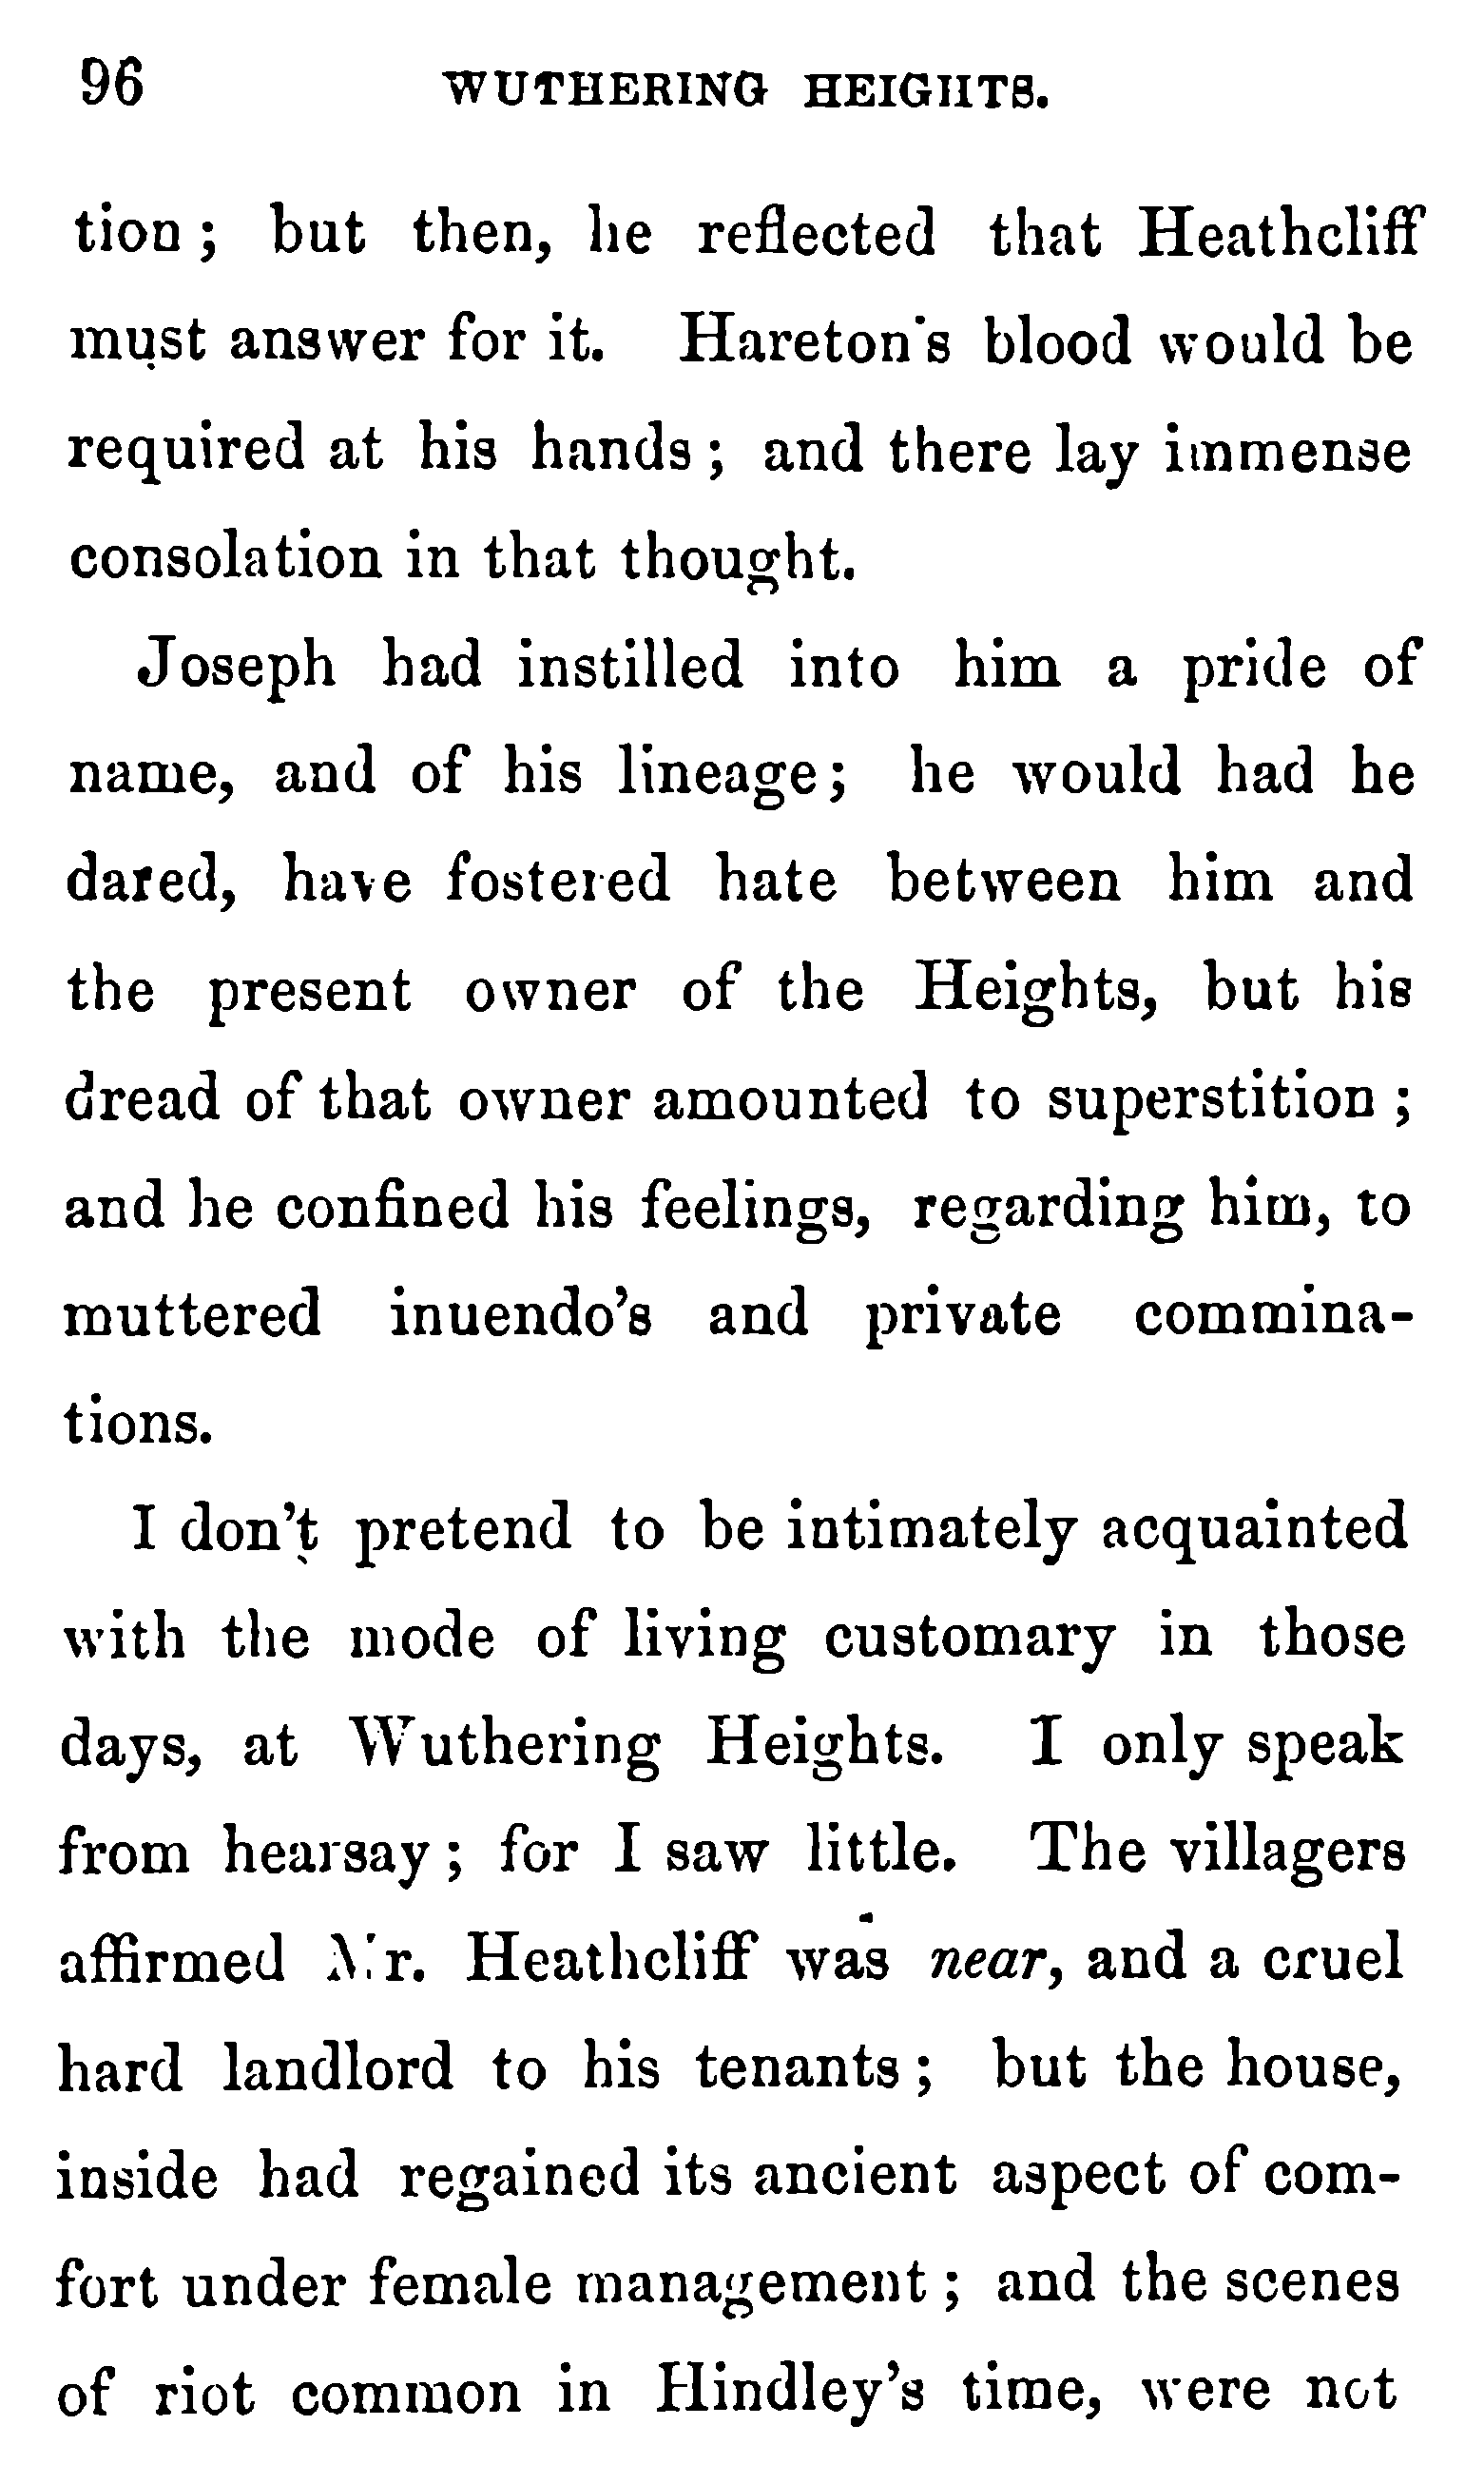 96 WUTHERING HEIGHTS.
tion; but then, he reflected that Heathcliff
must answer for it. Hareton's blood would be
required at his hands; and there lay immense
consolation in that thought.
Joseph had instilled into him a pride of
name, and of his lineage; he would had he
dared, have fostered hate between him and
the present owner of the Heights, but his
dread of that owner amounted to superstition;
and he confined his feelings, regarding him, to
muttered inuendo's and private commina-
tions.
I don't pretend to be intimately acquainted
with the mode of living customary in those
days, at Wuthering Heights. I only speak
from hearsay; for I saw little. The villagers
affirmed Mr. Heathcliff was near, and a cruel
hard landlord to his tenants; but the house,
inside had regained its ancient aspect of com-
fort under female management; and the scenes
of riot common in Hindley's time, were not